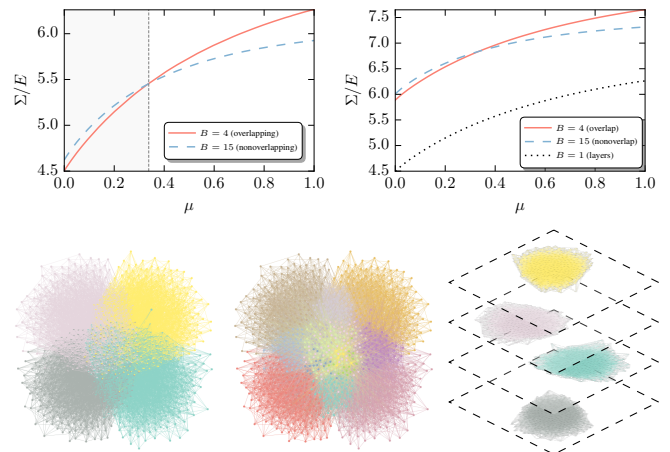 6.0
5.5
5.0
4.5
Σ/E
0.0 0.2 0.4 0.6 0.8 1.0
μ
B = 4 (overlapping)
B = 15 (nonoverlapping)
7.5
7.0
6.5
6.0
5.5
5.0
4.5
Σ/E
0.0 0.2 0.4 0.6 0.8 1.0
μ
B = 4 (overlap)
B = 15 (nonoverlap)
B = 1 (layers)